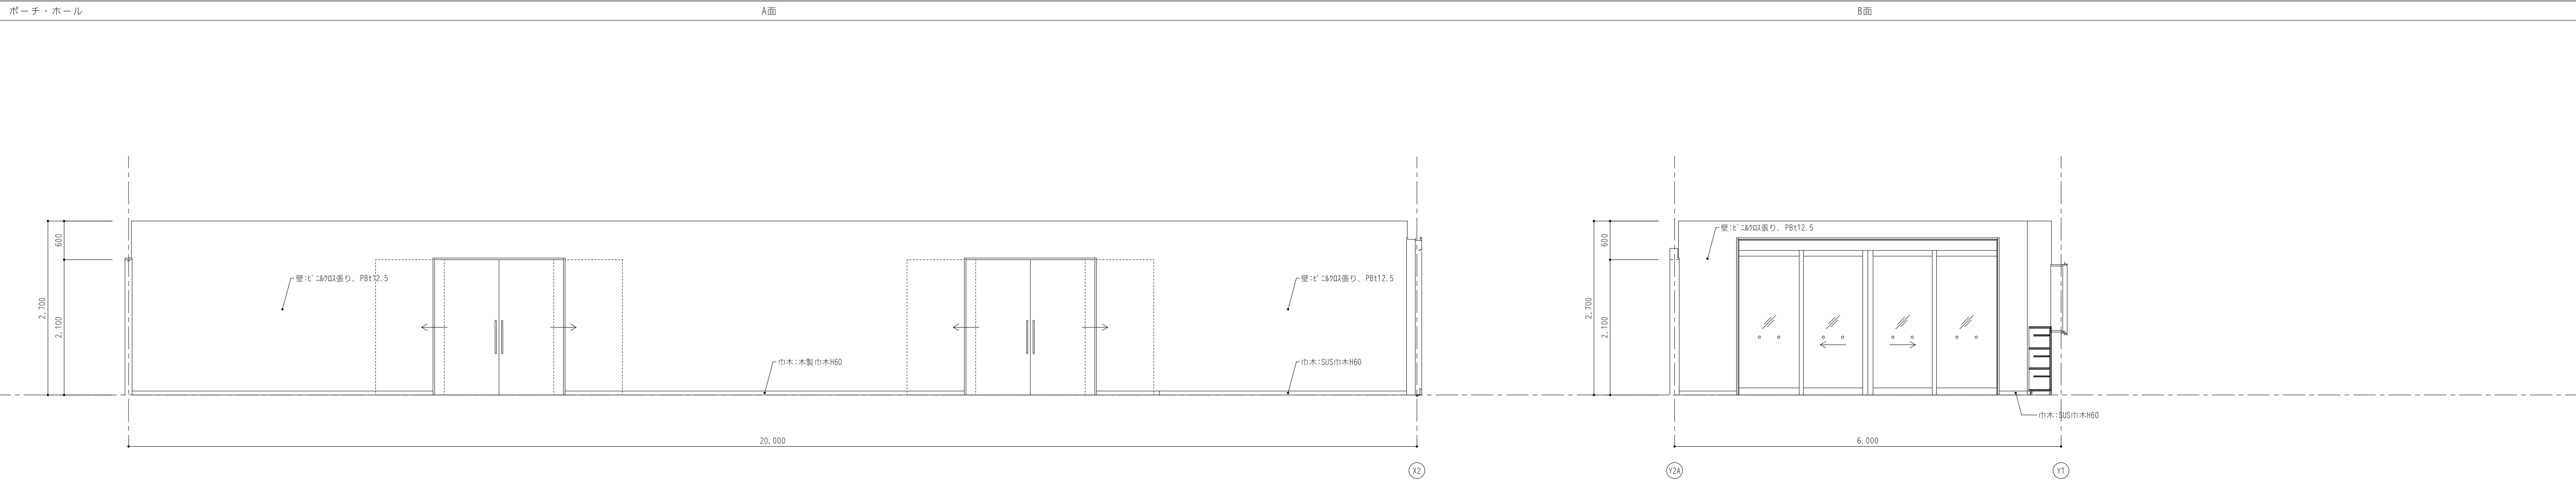 ポーチ・ホール
A面
B面
600
2,100
2,700
壁:ﾋﾞﾆﾙｸﾛｽ張り、PBt12.5
巾木:木製巾木H60
壁:ﾋﾞﾆﾙｸﾛｽ張り、PBt12.5
巾木:SUS巾木H60
20,000
X2
600
2,100
2,700
壁:ﾋﾞﾆﾙｸﾛｽ張り、PBt12.5
巾木:SUS巾木H60
6,000
Y2A
Y1